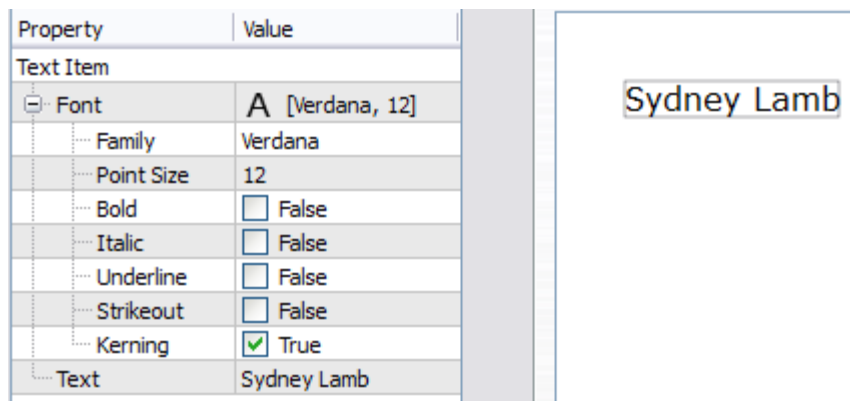 Property Value
Text Item
Font A [Verdana, 12]
Family Verdana
Point Size 12
Bold False
Italic False
Underline False
Strikeout False
Kerning True
Text Sydney Lamb
Sydney Lamb